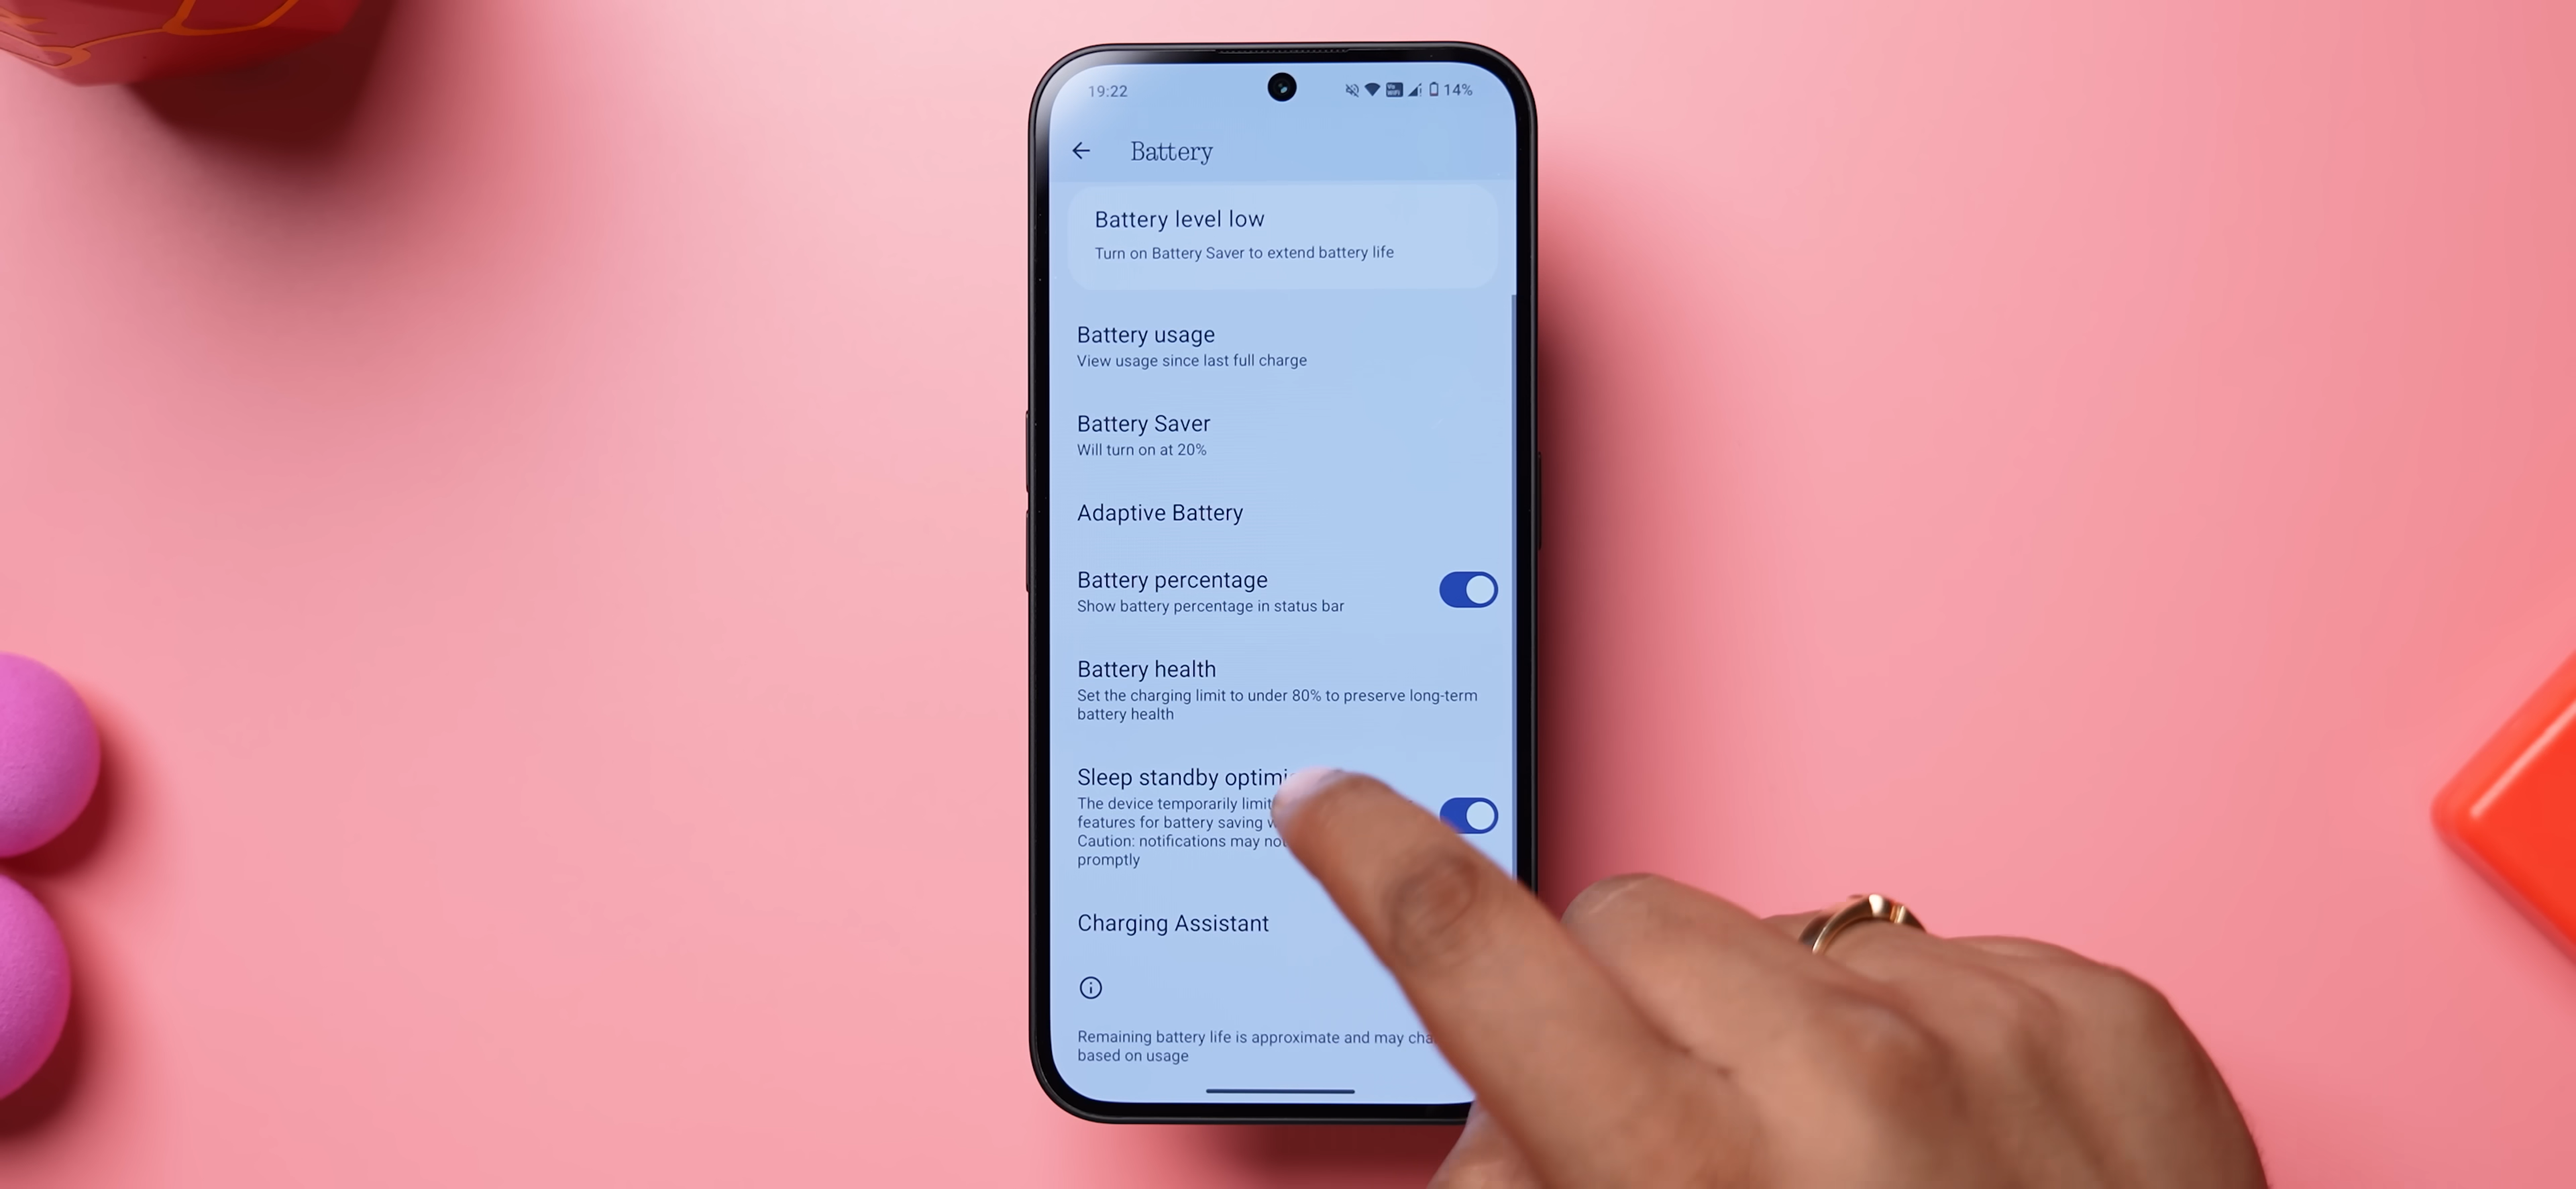 19:22
14%
Battery
Battery level low
Turn on Battery Saver to extend battery life
Battery usage
View usage since last full charge
Battery Saver
Will turn on at 20%
Adaptive Battery
Battery percentage
Show battery percentage in status bar
Battery health
Set the charging limit to under 80% to preserve long-term
battery health
Sleep standby
The device temporarily
features for battery saving
Caution: notifications may
promptly
Charging Assistant
Remaining battery life is approximate and may
based on usage